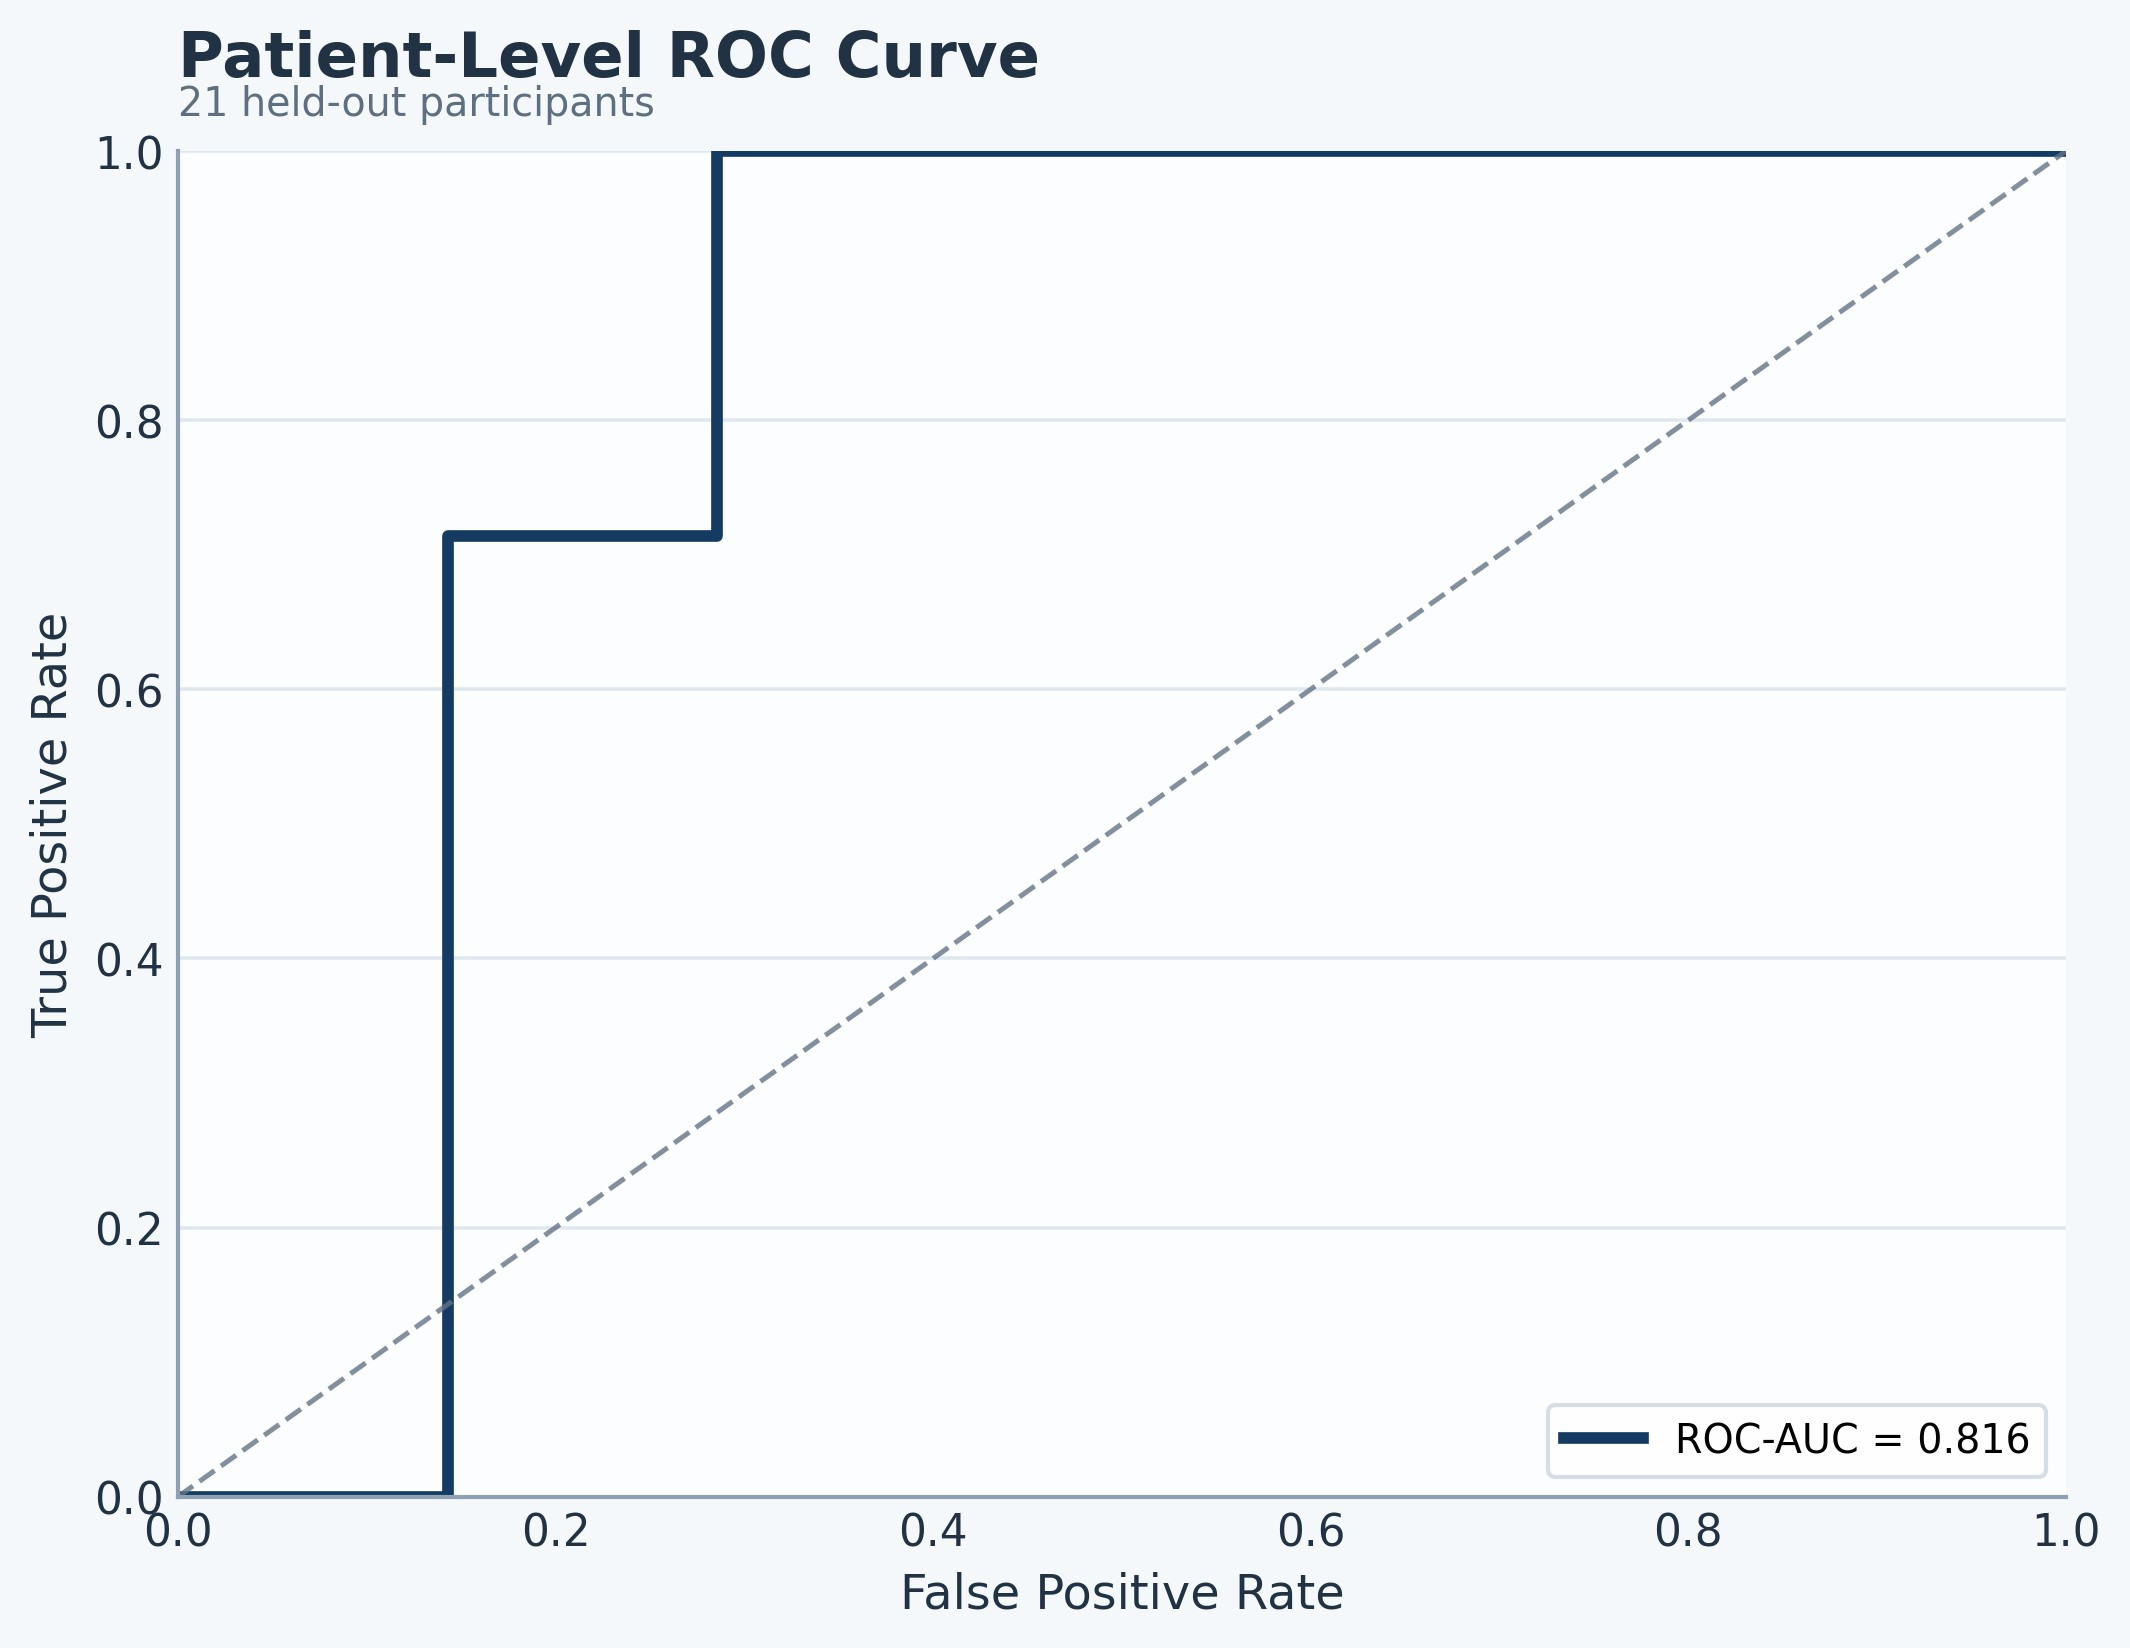 Patient-Level ROC Curve
21 held-out participants
1.0
0.8
0.6
0.4
0.2
0.0
True Positive Rate
0.0 0.2 0.4 0.6 0.8 1.0
False Positive Rate
ROC-AUC = 0.816